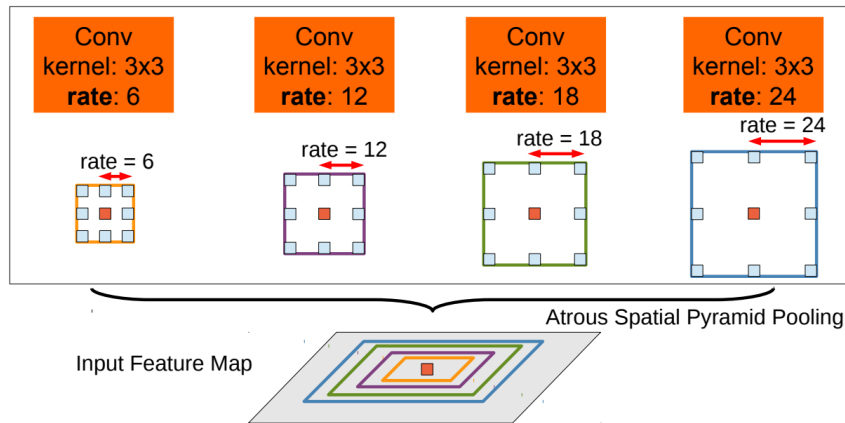 Conv
kernel: 3x3
rate: 6
Conv
kernel: 3x3
rate: 12
Conv
kernel: 3x3
rate: 18
Conv
kernel: 3x3
rate: 24
rate = 6
rate = 12
rate = 18
rate = 24
Atrous Spatial Pyramid Pooling
Input Feature Map